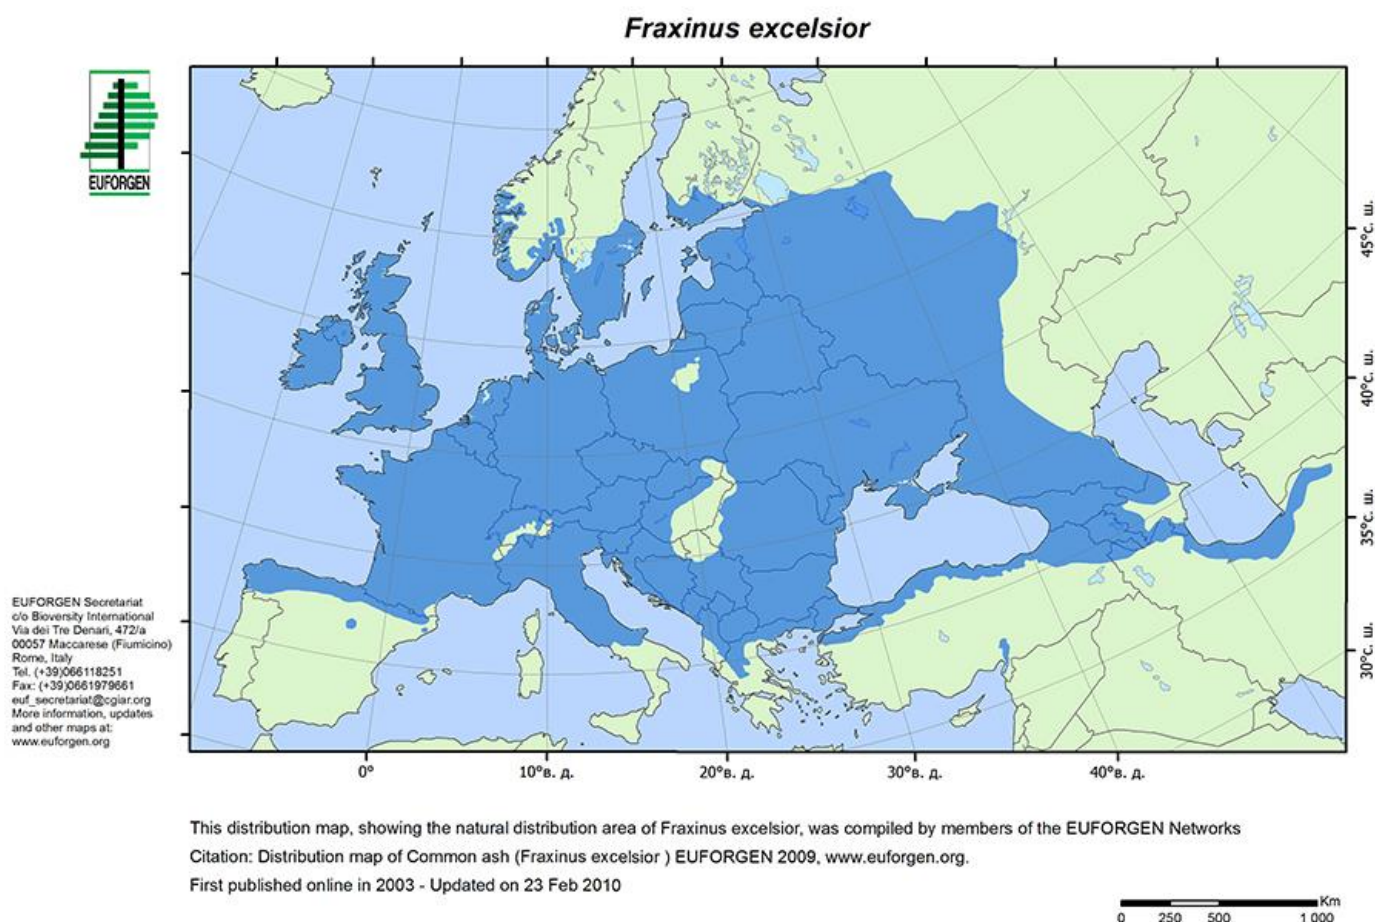 Fraxinus excelsior
EUFORGEN
45°с. ш.
40°с. ш.
35°с. ш.
30°с. ш.
EUFORGEN Secretariat
c/o Bioversity International
Via dei Tre Denari, 472/a
00057 Maccarese (Fiumicino)
Rome, Italy
Tel. (+39)066118251
Fax: (+39)0661979661
euf_secretariat@cgiar.org
More information, updates
and other maps at:
www.euforgen.org
0° 10°в. д. 20°в. д. 30°в. д. 40°в. д.
This distribution map, showing the natural distribution area of Fraxinus excelsior, was compiled by members of the EUFORGEN Networks
Citation: Distribution map of Common ash (Fraxinus excelsior ) EUFORGEN 2009, www.euforgen.org.
First published online in 2003 - Updated on 23 Feb 2010
Km
0 250 500 1 000